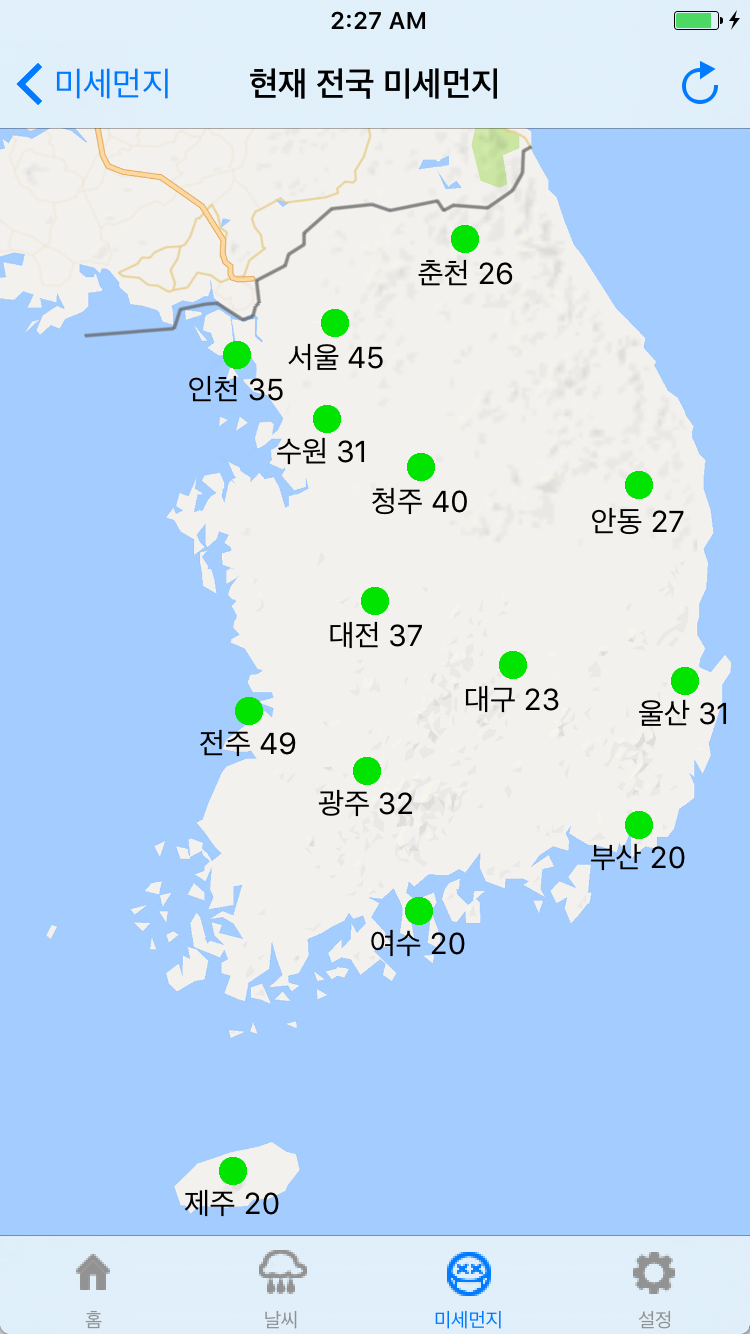 2:27 AM
미세먼지
현재 전국 미세먼지
춘천 26
서울 45
인천 35
수원 31
청주 40
안동 27
대전 37
대구 23
울산 31
전주 49
광주 32
부산 20
여수 20
제주 20
홈
날씨
미세먼지
설정